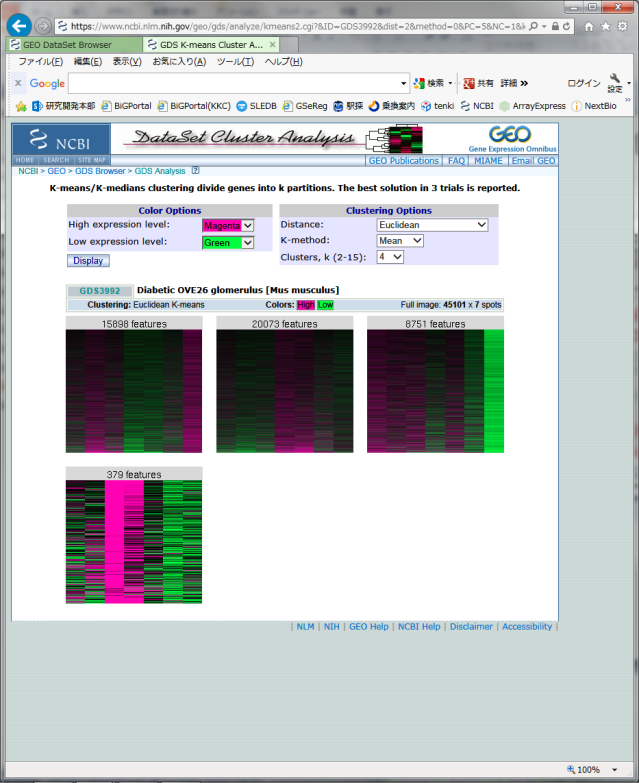 https://www.ncbi.nlm.nih.gov/geo/gds/analyze/kmeans2.cgi?ID=GDS3992&dist=2&method=0&PC=5&NC=1&k
GEO DataSet Browser
GDS K-means Cluster A...
ファイル(F) 編集(E) 表示(V) お気に入り(A) ツール(T) ヘルプ(H)
x Google 検索 共有 詳細 » ログイン 設定
研究開発本部 BiGPortal BiGPortal(KKC) SLEDB GSeReg 駅探 乗換案内 tenki NCBI ArrayExpress NextBio
NCBI
DataSet Cluster Analysis
GEO
Gene Expression Omnibus
HOME | SEARCH | SITE MAP
GEO Publications | FAQ | MIAME | Email GEO
NCBI > GEO > GDS Browser > GDS Analysis ?
K-means/K-medians clustering divide genes into k partitions. The best solution in 3 trials is reported.
Color Options
High expression level: Magenta
Low expression level: Green
Display
Clustering Options
Distance: Euclidean
K-method: Mean
Clusters, k (2-15): 4
GDS3992 Diabetic OVE26 glomerulus [Mus musculus]
Clustering: Euclidean K-means Colors: High Low Full image: 45101 x 7 spots
15898 features
20073 features
8751 features
379 features
| NLM | NIH | GEO Help | NCBI Help | Disclaimer | Accessibility |
100%